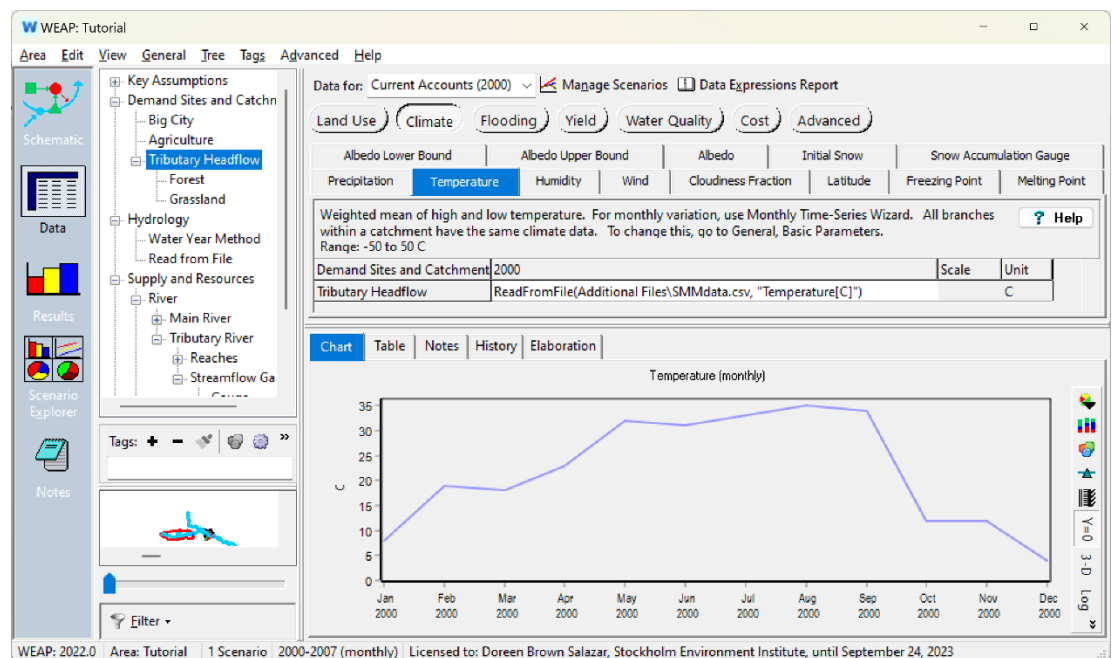 WEAP: Tutorial
Area Edit View General Tree Tags Advanced Help
Schematic
Data
Results
Scenario
Explorer
Notes
Key Assumptions
Demand Sites and Catchn
Big City
Agriculture
Tributary Headflow
Forest
Grassland
Hydrology
Water Year Method
Read from File
Supply and Resources
River
Main River
Tributary River
Reaches
Streamflow Ga
Tags:
Filter
Data for: Current Accounts (2000) Manage Scenarios Data Expressions Report
Land Use Climate Flooding Yield Water Quality Cost Advanced
Albedo Lower Bound Albedo Upper Bound Albedo Initial Snow Snow Accumulation Gauge
Precipitation Temperature Humidity Wind Cloudiness Fraction Latitude Freezing Point Melting Point
Weighted mean of high and low temperature. For monthly variation, use Monthly Time-Series Wizard. All branches
within a catchment have the same climate data. To change this, go to General, Basic Parameters.
Range: -50 to 50 C
? Help
Demand Sites and Catchment 2000 Scale Unit
Tributary Headflow ReadFromFile(Additional Files\SMMdata.csv, "Temperature[C]") C
Chart Table Notes History Elaboration
Temperature (monthly)
35
30
25
20
15
10
5
0
C
Jan Feb Mar Apr May Jun Jul Aug Sep Oct Nov Dec
2000 2000 2000 2000 2000 2000 2000 2000 2000 2000 2000 2000
Y=0
3-D
Log
WEAP: 2022.0 Area: Tutorial 1 Scenario 2000-2007 (monthly) Licensed to: Doreen Brown Salazar, Stockholm Environment Institute, until September 24, 2023